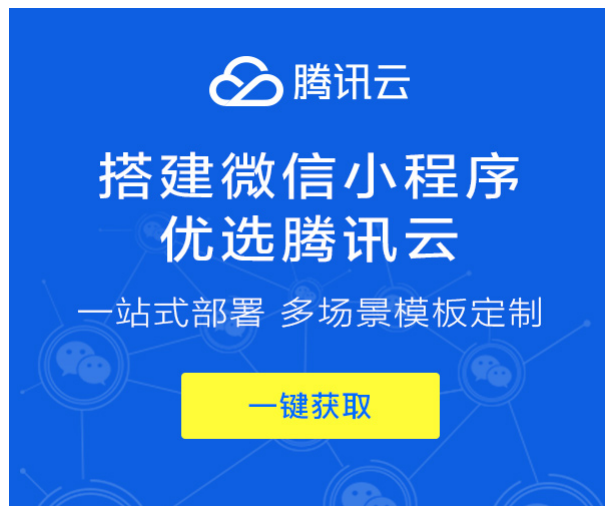 腾讯云
搭建微信小程序
优选腾讯云
一站式部署 多场景模板定制
一键获取